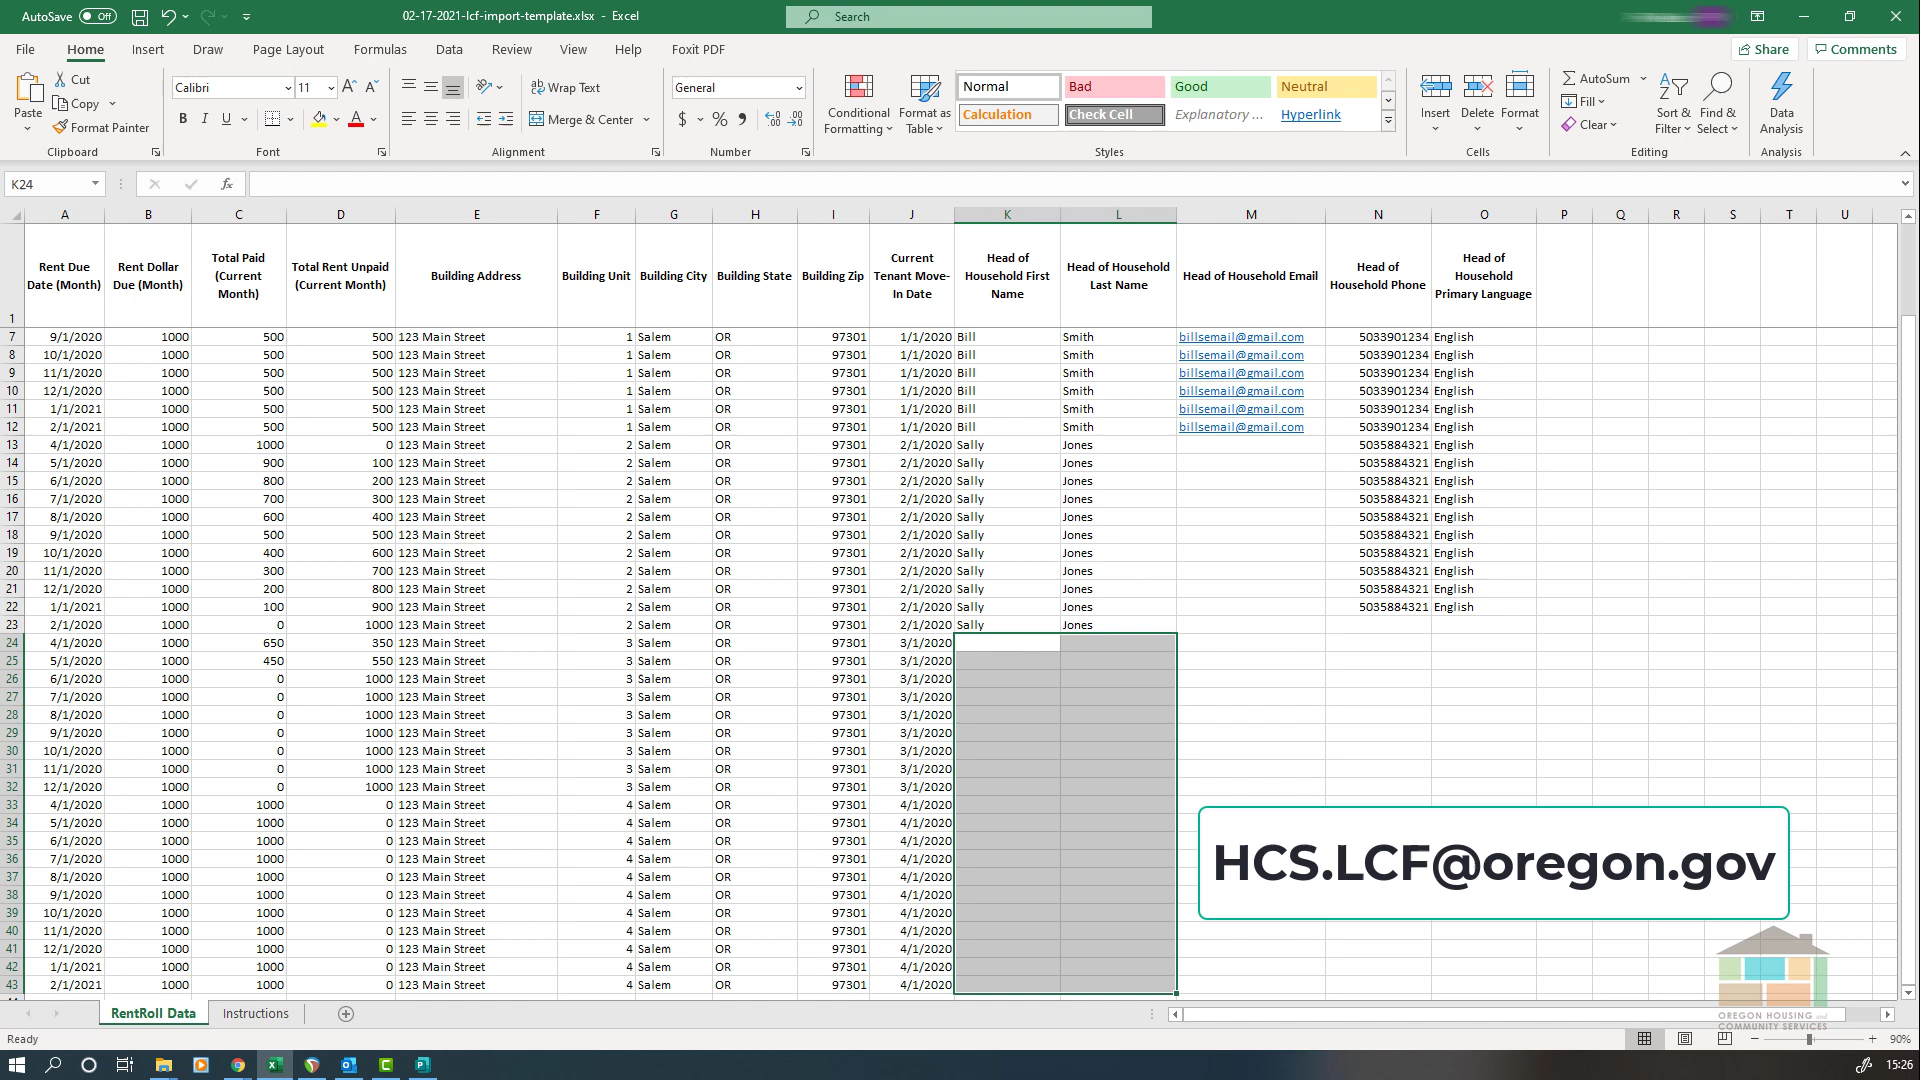 AutoSave Off 02-17-2021-lcf-import-template.xlsx - Excel Search
File Home Insert Draw Page Layout Formulas Data Review View Help Foxit PDF Share Comments
Paste Cut Copy Format Painter Clipboard
Calibri 11 A A B I U A Font
Wrap Text Merge & Center Alignment
General $ % Number
Conditional Formatting Format as Table Normal Bad Good Neutral Calculation Check Cell Explanatory ... Hyperlink Styles
Insert Delete Format Cells
AutoSum Fill Clear Sort & Filter Find & Select Editing
Data Analysis Analysis
K24 fx
A B C D E F G H I J K L M N O P Q R S T U
1 Rent Due Date (Month) Rent Dollar Due (Month) Total Paid (Current Month) Total Rent Unpaid (Current Month) Building Address Building Unit Building City Building State Building Zip Current Tenant Move-In Date Head of Household First Name Head of Household Last Name Head of Household Email Head of Household Phone Head of Household Primary Language
7 9/1/2020 1000 500 500 123 Main Street 1 Salem OR 97301 1/1/2020 Bill Smith billsemail@gmail.com 5033901234 English
8 10/1/2020 1000 500 500 123 Main Street 1 Salem OR 97301 1/1/2020 Bill Smith billsemail@gmail.com 5033901234 English
9 11/1/2020 1000 500 500 123 Main Street 1 Salem OR 97301 1/1/2020 Bill Smith billsemail@gmail.com 5033901234 English
10 12/1/2020 1000 500 500 123 Main Street 1 Salem OR 97301 1/1/2020 Bill Smith billsemail@gmail.com 5033901234 English
11 1/1/2021 1000 500 500 123 Main Street 1 Salem OR 97301 1/1/2020 Bill Smith billsemail@gmail.com 5033901234 English
12 2/1/2021 1000 500 500 123 Main Street 1 Salem OR 97301 1/1/2020 Bill Smith billsemail@gmail.com 5033901234 English
13 4/1/2020 1000 1000 0 123 Main Street 2 Salem OR 97301 2/1/2020 Sally Jones 5035884321 English
14 5/1/2020 1000 900 100 123 Main Street 2 Salem OR 97301 2/1/2020 Sally Jones 5035884321 English
15 6/1/2020 1000 800 200 123 Main Street 2 Salem OR 97301 2/1/2020 Sally Jones 5035884321 English
16 7/1/2020 1000 700 300 123 Main Street 2 Salem OR 97301 2/1/2020 Sally Jones 5035884321 English
17 8/1/2020 1000 600 400 123 Main Street 2 Salem OR 97301 2/1/2020 Sally Jones 5035884321 English
18 9/1/2020 1000 500 500 123 Main Street 2 Salem OR 97301 2/1/2020 Sally Jones 5035884321 English
19 10/1/2020 1000 400 600 123 Main Street 2 Salem OR 97301 2/1/2020 Sally Jones 5035884321 English
20 11/1/2020 1000 300 700 123 Main Street 2 Salem OR 97301 2/1/2020 Sally Jones 5035884321 English
21 12/1/2020 1000 200 800 123 Main Street 2 Salem OR 97301 2/1/2020 Sally Jones 5035884321 English
22 1/1/2021 1000 100 900 123 Main Street 2 Salem OR 97301 2/1/2020 Sally Jones 5035884321 English
23 2/1/2021 1000 0 1000 123 Main Street 2 Salem OR 97301 2/1/2020 Sally Jones
24 4/1/2020 1000 650 350 123 Main Street 3 Salem OR 97301 3/1/2020
25 5/1/2020 1000 450 550 123 Main Street 3 Salem OR 97301 3/1/2020
26 6/1/2020 1000 0 1000 123 Main Street 3 Salem OR 97301 3/1/2020
27 7/1/2020 1000 0 1000 123 Main Street 3 Salem OR 97301 3/1/2020
28 8/1/2020 1000 0 1000 123 Main Street 3 Salem OR 97301 3/1/2020
29 9/1/2020 1000 0 1000 123 Main Street 3 Salem OR 97301 3/1/2020
30 10/1/2020 1000 0 1000 123 Main Street 3 Salem OR 97301 3/1/2020
31 11/1/2020 1000 0 1000 123 Main Street 3 Salem OR 97301 3/1/2020
32 12/1/2020 1000 0 1000 123 Main Street 3 Salem OR 97301 3/1/2020
33 4/1/2020 1000 1000 0 123 Main Street 4 Salem OR 97301 4/1/2020
34 5/1/2020 1000 1000 0 123 Main Street 4 Salem OR 97301 4/1/2020
35 6/1/2020 1000 1000 0 123 Main Street 4 Salem OR 97301 4/1/2020
36 7/1/2020 1000 1000 0 123 Main Street 4 Salem OR 97301 4/1/2020
37 8/1/2020 1000 1000 0 123 Main Street 4 Salem OR 97301 4/1/2020
38 9/1/2020 1000 1000 0 123 Main Street 4 Salem OR 97301 4/1/2020
39 10/1/2020 1000 1000 0 123 Main Street 4 Salem OR 97301 4/1/2020
40 11/1/2020 1000 1000 0 123 Main Street 4 Salem OR 97301 4/1/2020
41 12/1/2020 1000 1000 0 123 Main Street 4 Salem OR 97301 4/1/2020
42 1/1/2021 1000 1000 0 123 Main Street 4 Salem OR 97301 4/1/2020
43 2/1/2021 1000 1000 0 123 Main Street 4 Salem OR 97301 4/1/2020
HCS.LCF@oregon.gov
OREGON HOUSING and
COMMUNITY SERVICES
RentRoll Data Instructions
Ready 90%
15:26